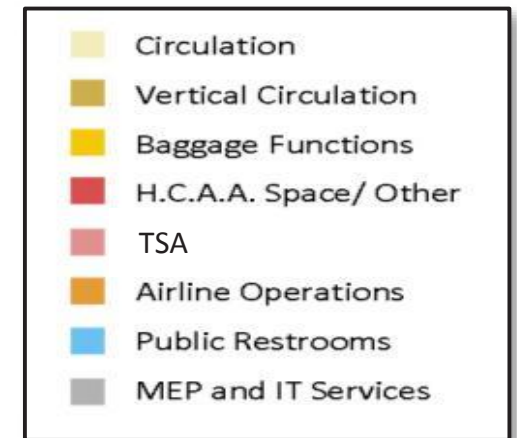 Circulation
Vertical Circulation
Baggage Functions
H.C.A.A. Space/ Other
TSA
Airline Operations
Public Restrooms
MEP and IT Services